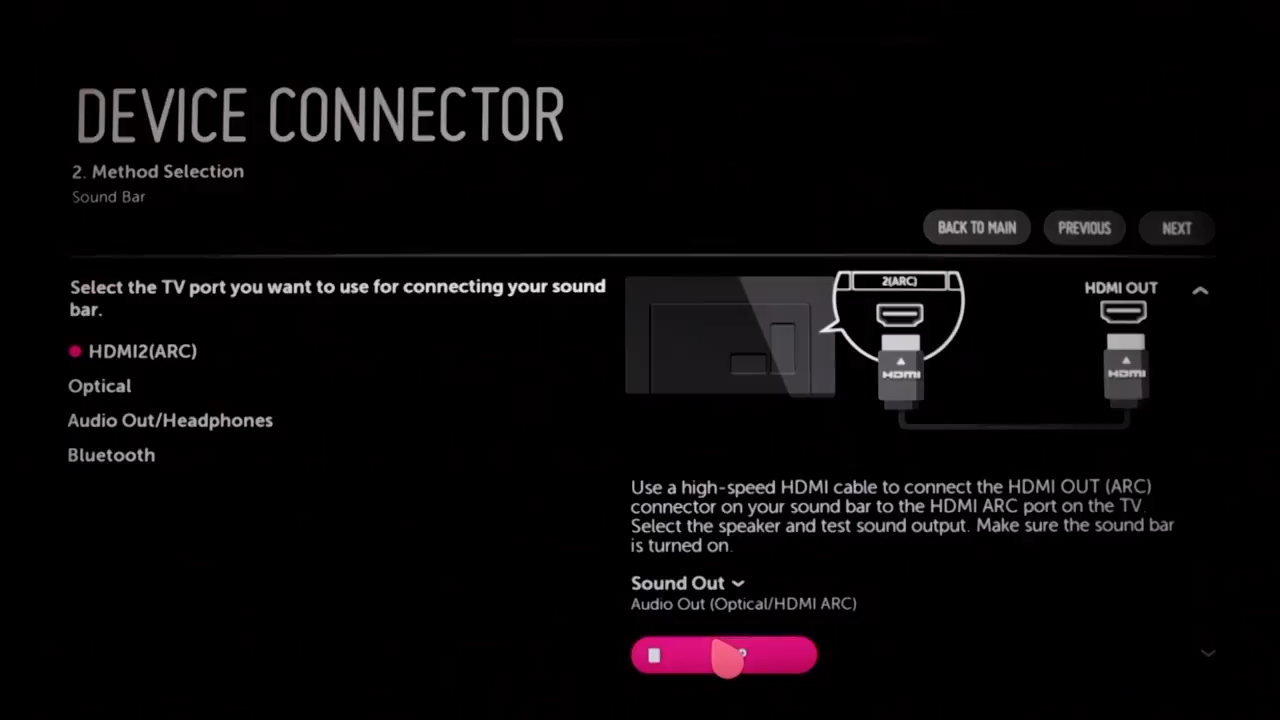 DEVICE CONNECTOR
2. Method Selection
Sound Bar
BACK TO MAIN
PREVIOUS
NEXT
Select the TV port you want to use for connecting your sound
bar.
HDMI2(ARC)
Optical
Audio Out/Headphones
Bluetooth
2(ARC)
HDMI OUT
HDMI
HDMI
Use a high-speed HDMI cable to connect the HDMI OUT (ARC)
connector on your sound bar to the HDMI ARC port on the TV.
Select the speaker and test sound output. Make sure the sound bar
is turned on.
Sound Out
Audio Out (Optical/HDMI ARC)